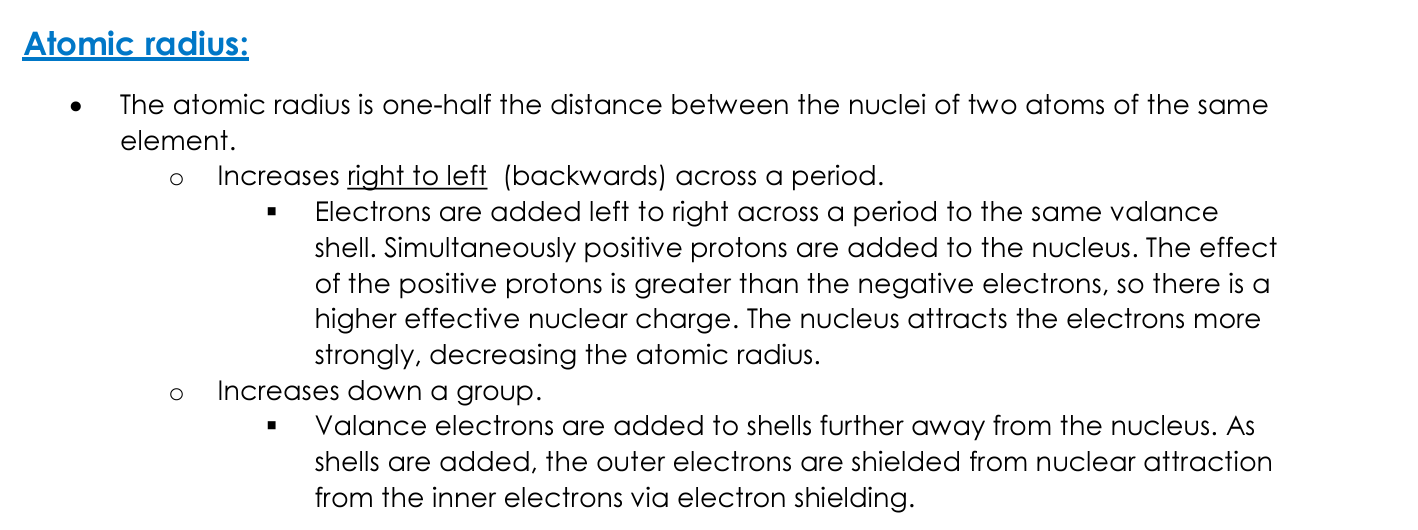 Atomic radius:
• The atomic radius is one-half the distance between the nuclei of two atoms of the same
element.
o Increases right to left (backwards) across a period.
▪ Electrons are added left to right across a period to the same valance
shell. Simultaneously positive protons are added to the nucleus. The effect
of the positive protons is greater than the negative electrons, so there is a
higher effective nuclear charge. The nucleus attracts the electrons more
strongly, decreasing the atomic radius.
o Increases down a group.
▪ Valance electrons are added to shells further away from the nucleus. As
shells are added, the outer electrons are shielded from nuclear attraction
from the inner electrons via electron shielding.